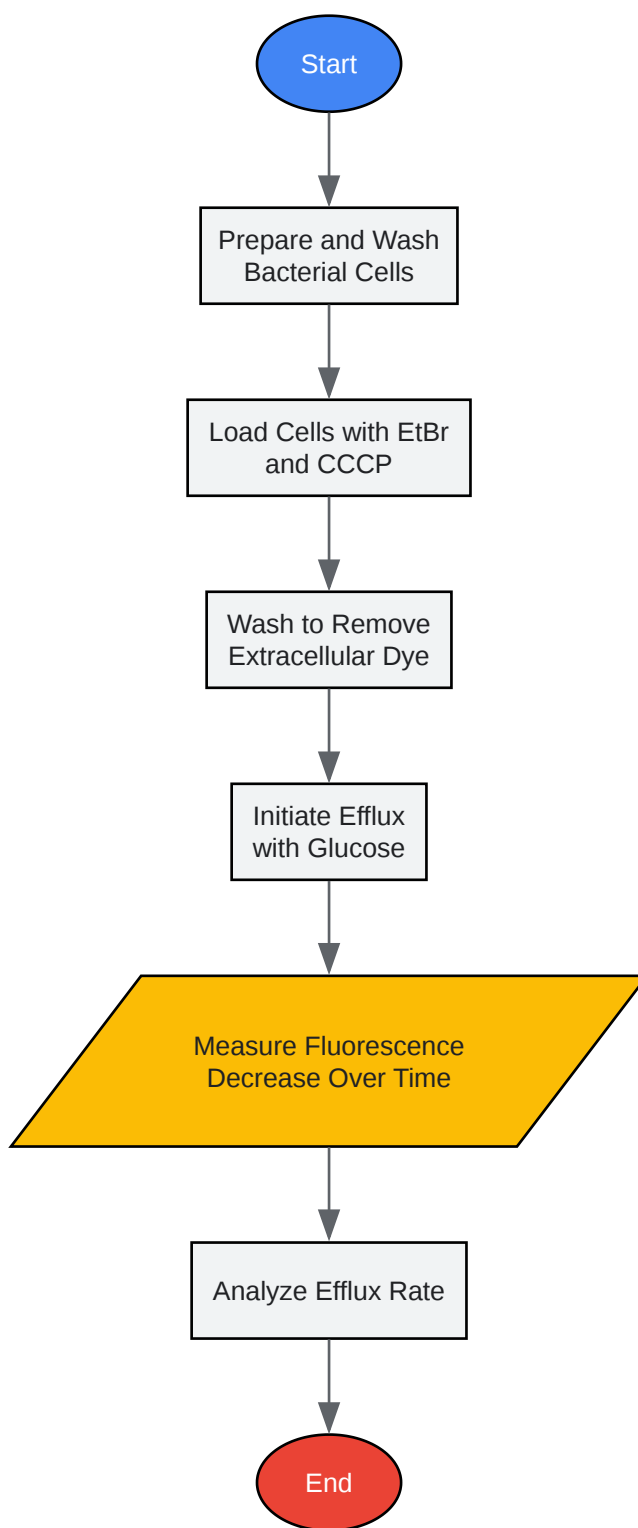 Start
Prepare and Wash
Bacterial Cells
Load Cells with EtBr
and CCCP
Wash to Remove
Extracellular Dye
Initiate Efflux
with Glucose
Measure Fluorescence
Decrease Over Time
Analyze Efflux Rate
End